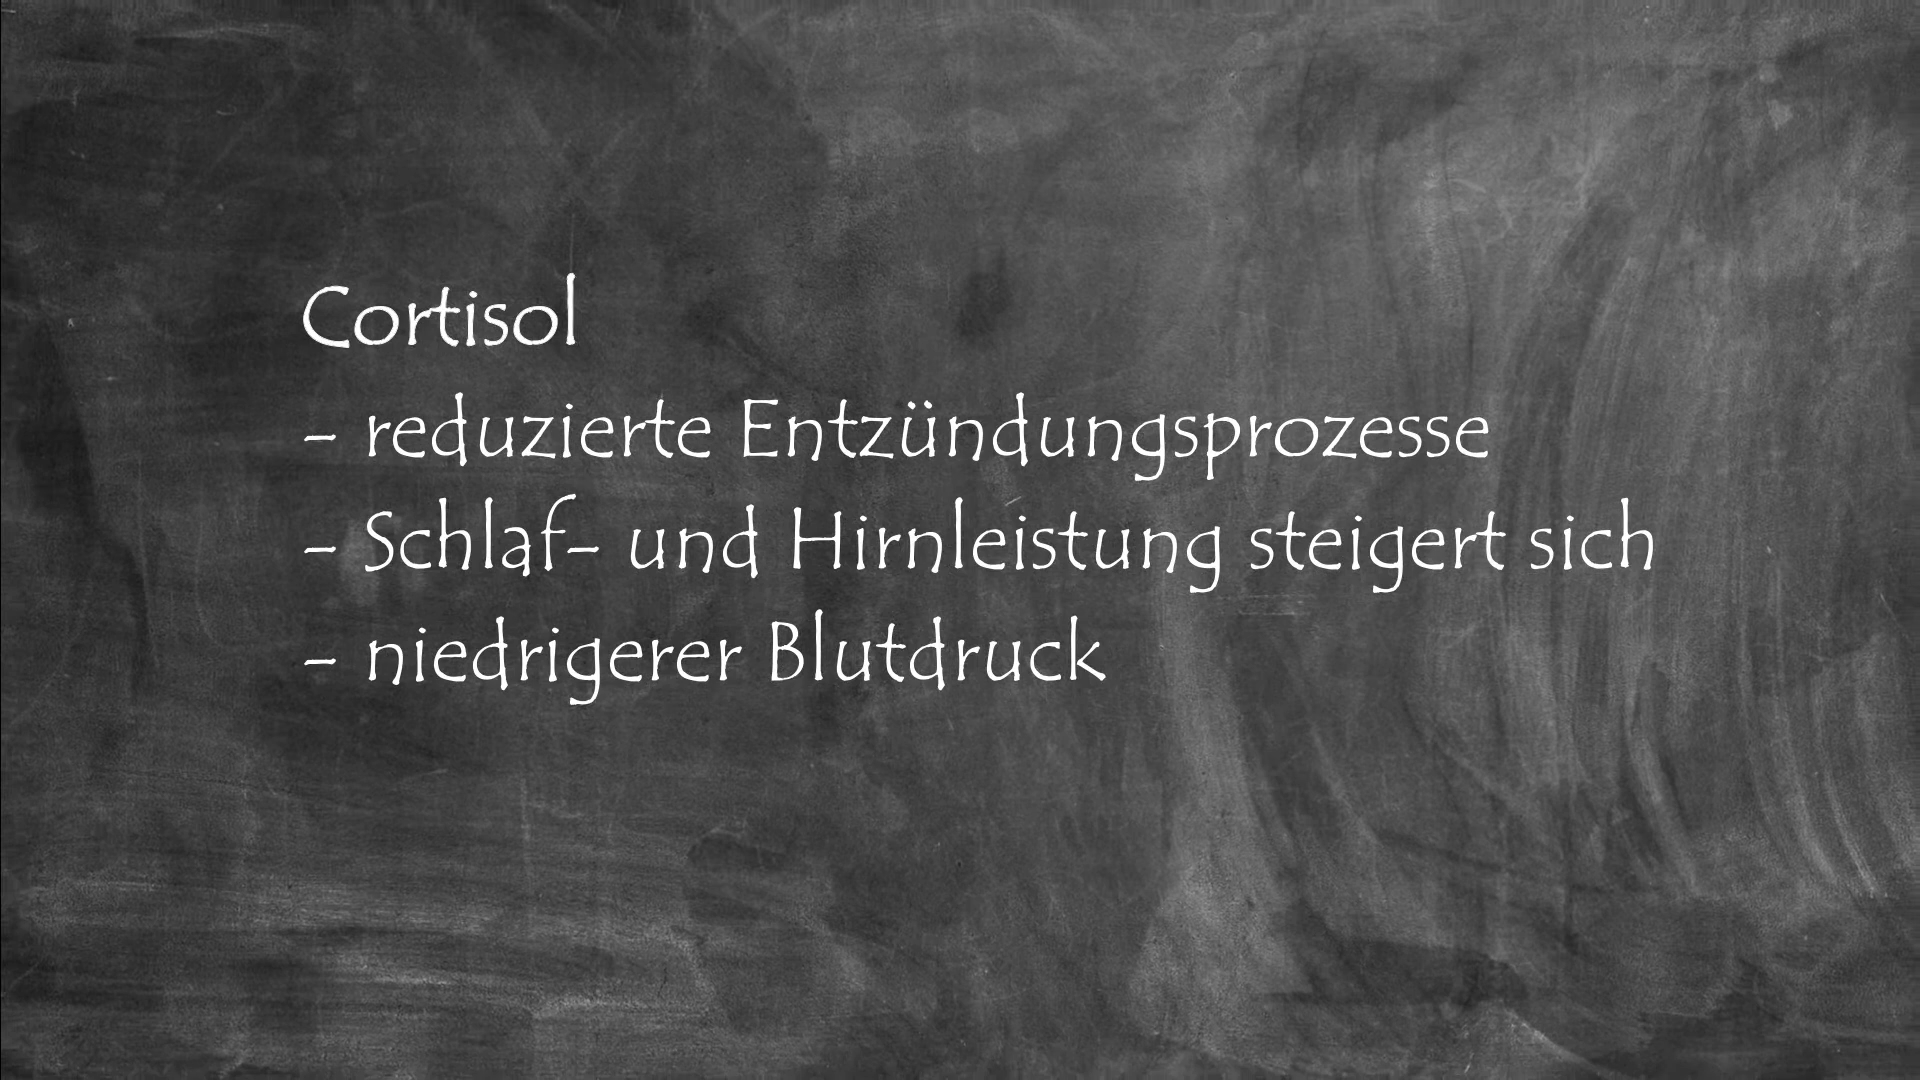 Cortisol
- reduzierte Entzündungsprozesse
- Schlaf- und Hirnleistung steigert sich
- niedrigerer Blutdruck